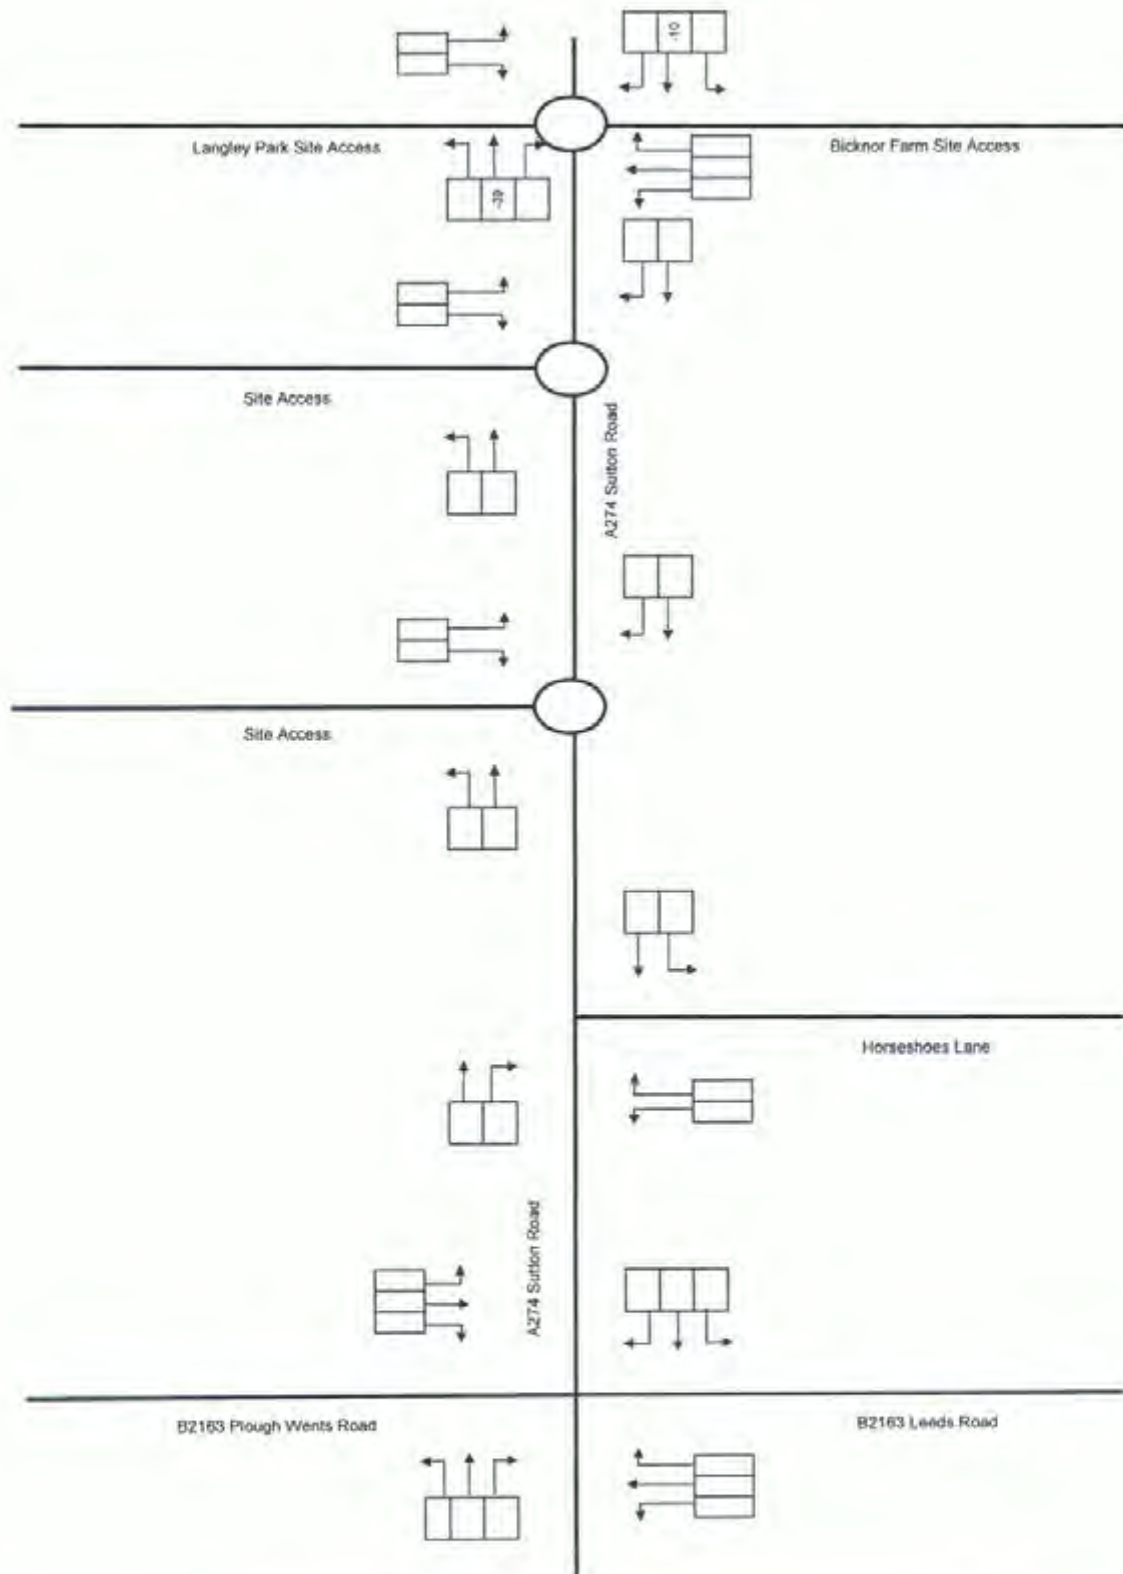 -10
Langley Park Site Access
Bicknor Farm Site Access
-39
Site Access
A274 Sutton Road
Site Access
Horseshoes Lane
A274 Sutton Road
B2163 Plough Wents Road
B2163 Leeds Road